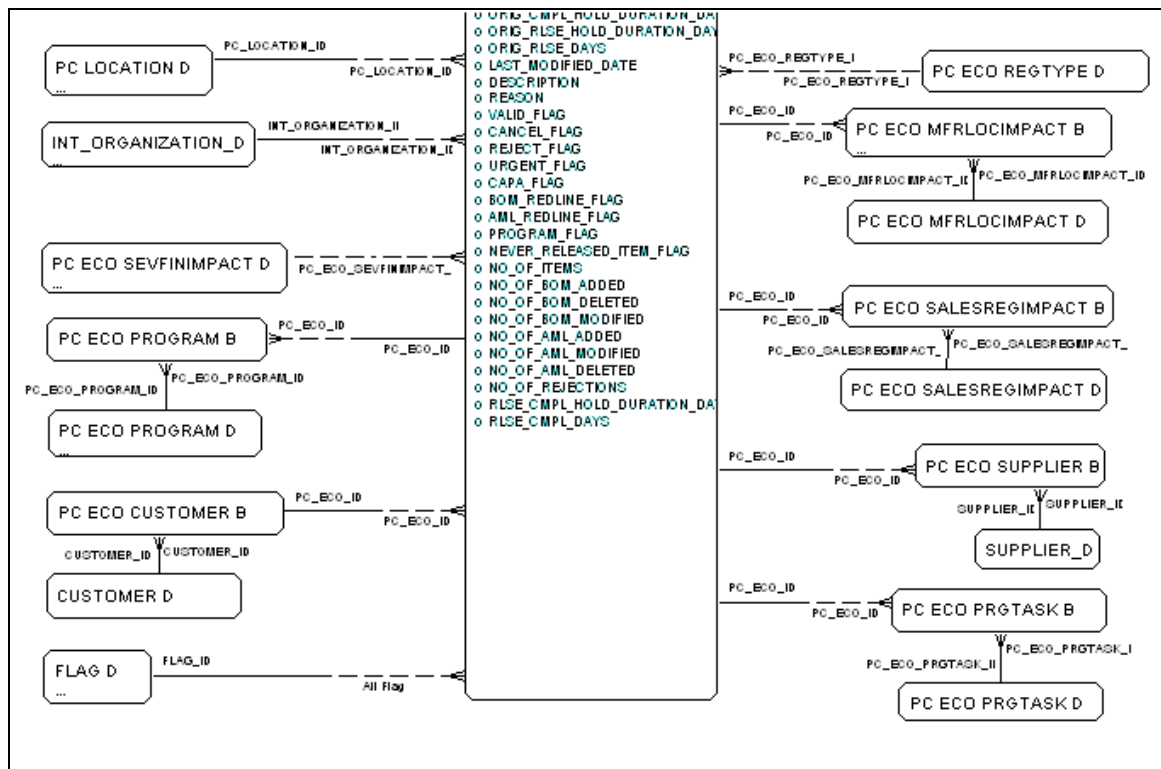 PC_LOCATION_ID
PC LOCATION D
...
PC_LOCATION_ID
INT_ORGANIZATION_II
INT_ORGANIZATION_D
...
INT_ORGANIZATION_IC
PC ECO SEVFINIMPACT D
...
PC_ECO_SEVFINIMPACT_
PC_ECO_ID
PC ECO PROGRAM B
PC_ECO_ID
PC_ECO_PROGRAM_ID
PC_ECO_PROGRAM_ID
PC ECO PROGRAM D
...
PC_ECO_ID
PC ECO CUSTOMER B
PC_ECO_ID
CUSTOMER_ID
CUSTOMER_ID
CUSTOMER D
FLAG_ID
FLAG D
...
All Flag
o ORIG_CMPL_HOLD_DURATION_DA
o ORIG_RLSE_HOLD_DURATION_DAY
o ORIG_RLSE_DAYS
o LAST_MODIFIED_DATE
o DESCRIPTION
o REASON
o VALID_FLAG
o CANCEL_FLAG
o REJECT_FLAG
o URGENT_FLAG
o CAPA_FLAG
o BOM_REDLINE_FLAG
o AML_REDLINE_FLAG
o PROGRAM_FLAG
o NEVER_RELEASED_ITEM_FLAG
o NO_OF_ITEMS
o NO_OF_BOM_ADDED
o NO_OF_BOM_DELETED
o NO_OF_BOM_MODIFIED
o NO_OF_AML_ADDED
o NO_OF_AML_MODIFIED
o NO_OF_AML_DELETED
o NO_OF_REJECTIONS
o RLSE_CMPL_HOLD_DURATION_DA
o RLSE_CMPL_DAYS
PC_ECO_REGTYPE_I
PC ECO REGTYPE D
PC_ECO_REGTYPE_I
PC_ECO_ID
PC ECO MFRLOCIMPACT B
...
PC_ECO_ID
PC_ECO_MFRLOCIMPACT_ID
PC_ECO_MFRLOCIMPACT_IC
PC ECO MFRLOCIMPACT D
PC_ECO_ID
PC ECO SALESREGIMPACT B
PC_ECO_ID
PC_ECO_SALESREGIMPACT_
PC_ECO_SALESREGIMPACT_
PC ECO SALESREGIMPACT D
PC_ECO_ID
PC ECO SUPPLIER B
PC_ECO_ID
SUPPLIER_IC
SUPPLIER_IC
SUPPLIER_D
PC_ECO_ID
PC ECO PRGTASK B
PC_ECO_ID
PC_ECO_PRGTASK_I
PC_ECO_PRGTASK_II
PC ECO PRGTASK D